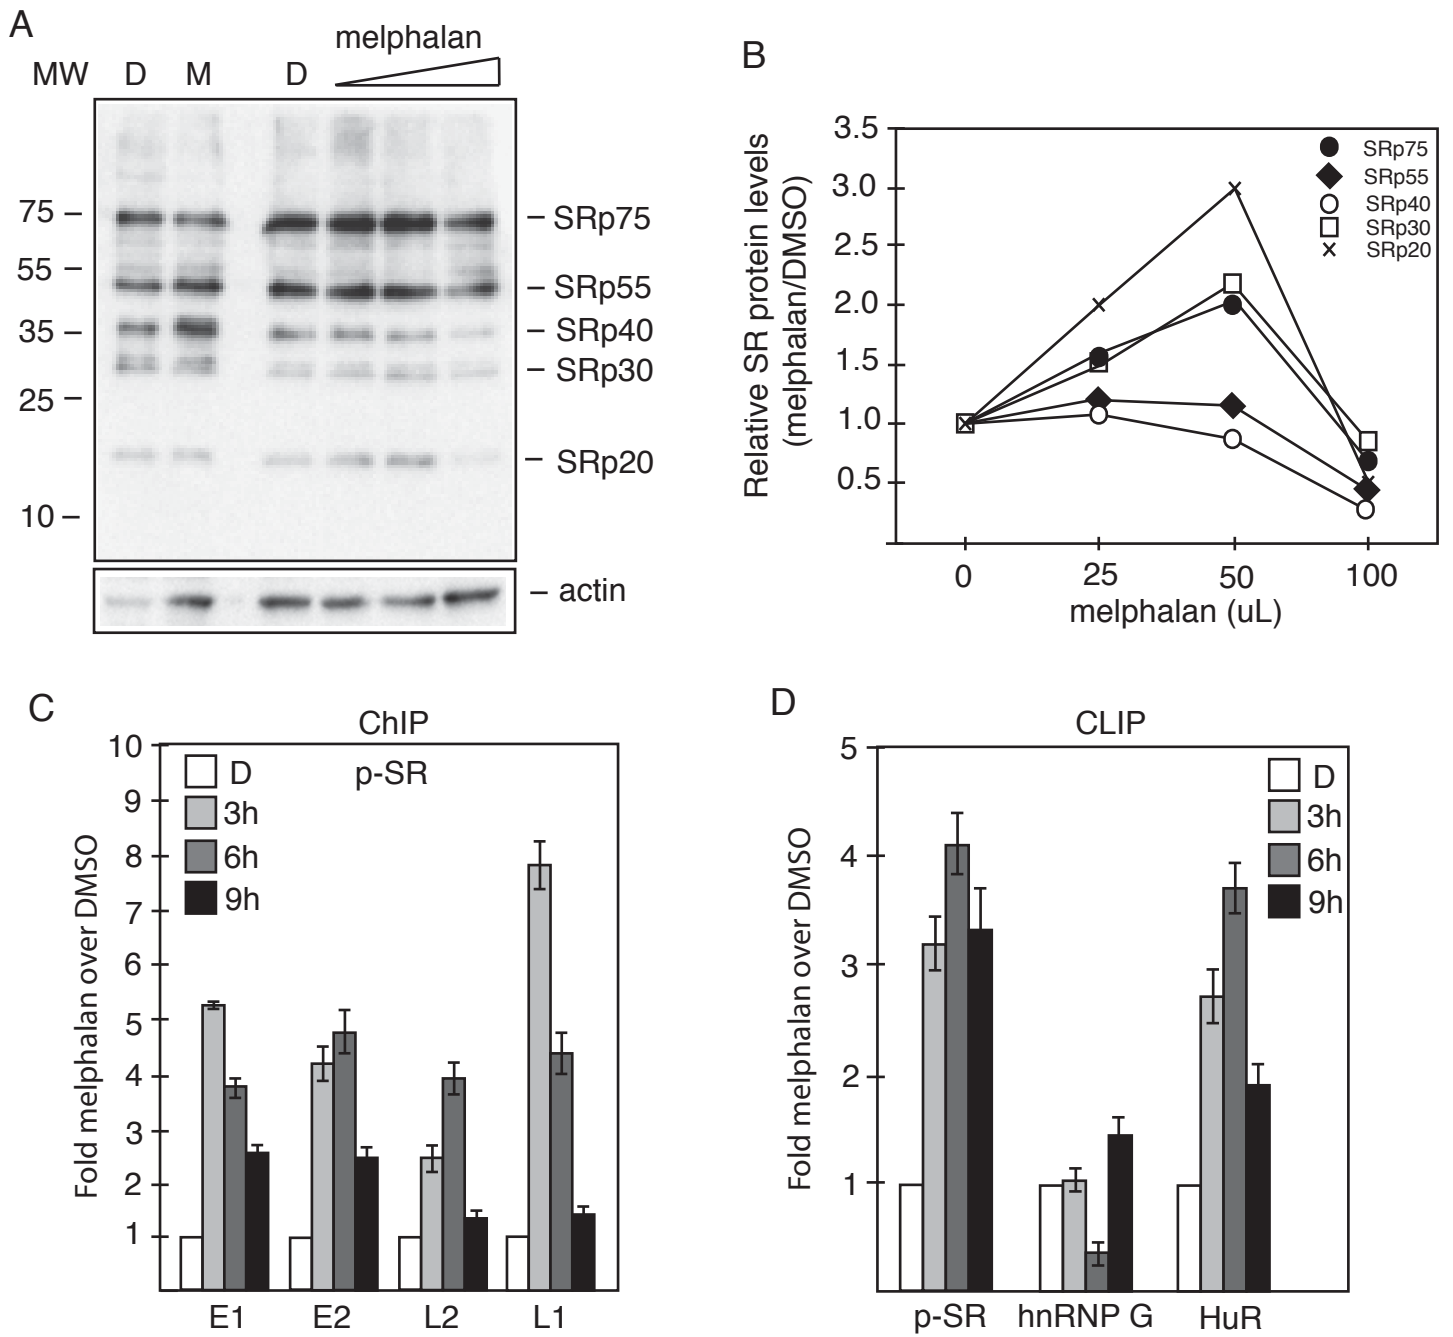 A
melphalan
MW D M D
75 –
55 –
35 –
25 –
10 –
– SRp75
– SRp55
– SRp40
– SRp30
– SRp20
– actin
B
Relative SR protein levels
(melphalan/DMSO)
3.5
3.0
2.5
2.0
1.5
1.0
0.5
SRp75
SRp55
SRp40
SRp30
SRp20
0 25 50 100
melphalan (uL)
C
ChIP
p-SR
Fold melphalan over DMSO
10
9
8
7
6
5
4
3
2
1
D
3h
6h
9h
E1 E2 L2 L1
D
CLIP
Fold melphalan over DMSO
5
4
3
2
1
D
3h
6h
9h
p-SR hnRNP G HuR